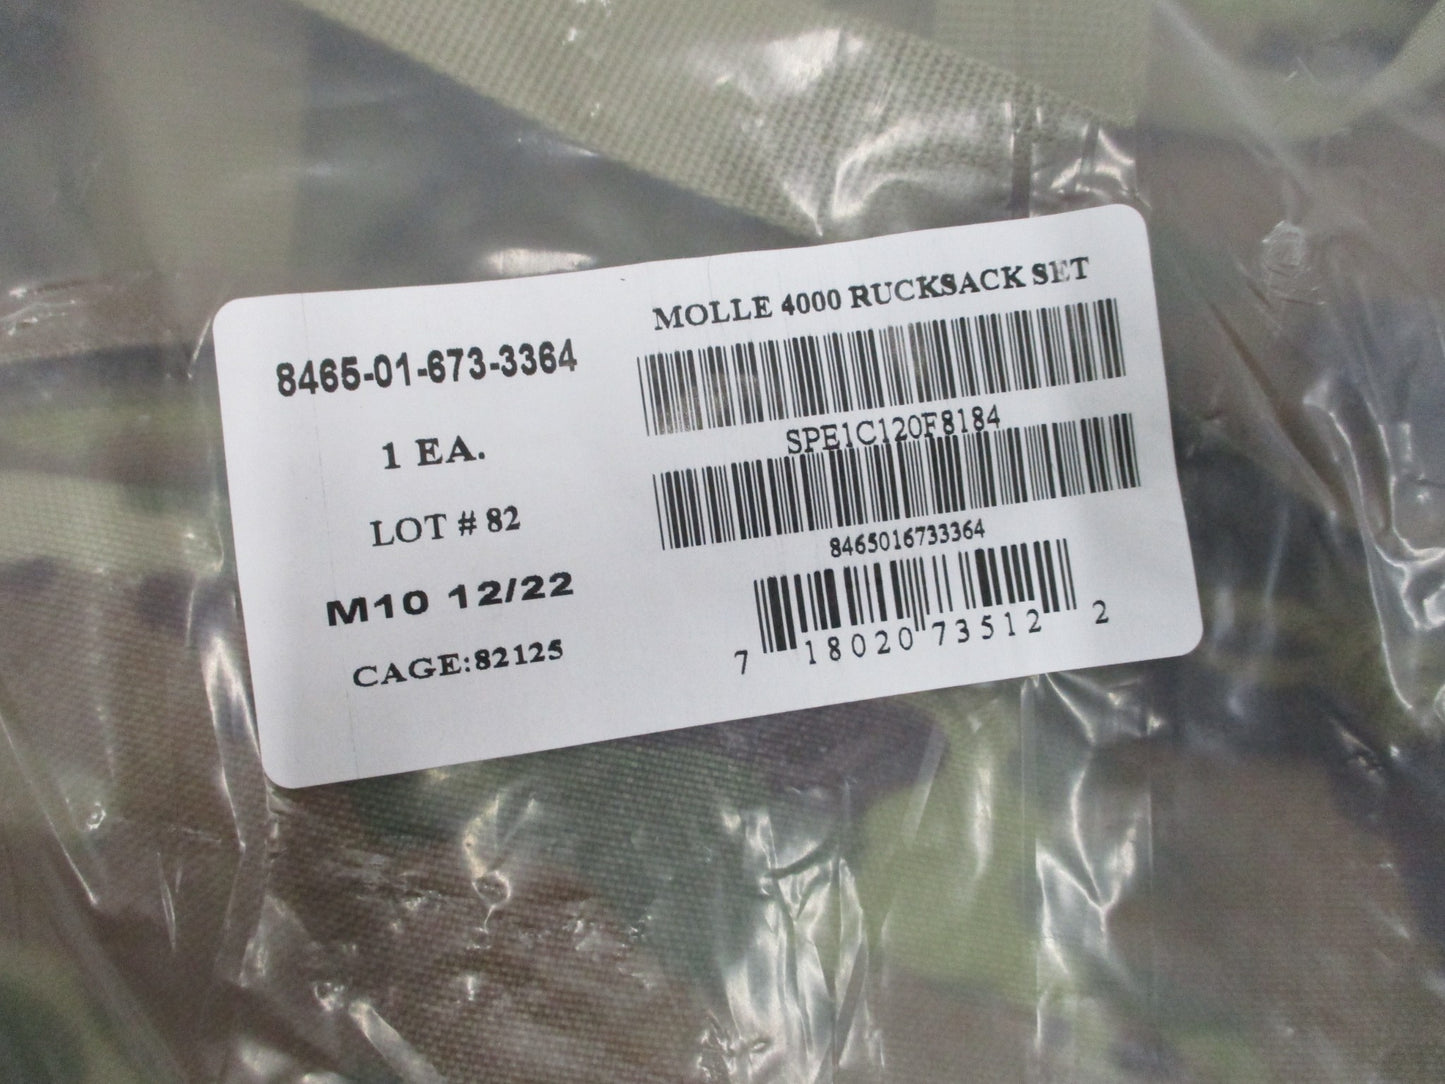 8465-01-673-3364
1 EA.
LOT # 82
M10 12/22
CAGE:82125
MOLLE 4000 RUCKSACK SET
SPE1C120F8184
8465016733364
7 18020 73512 2